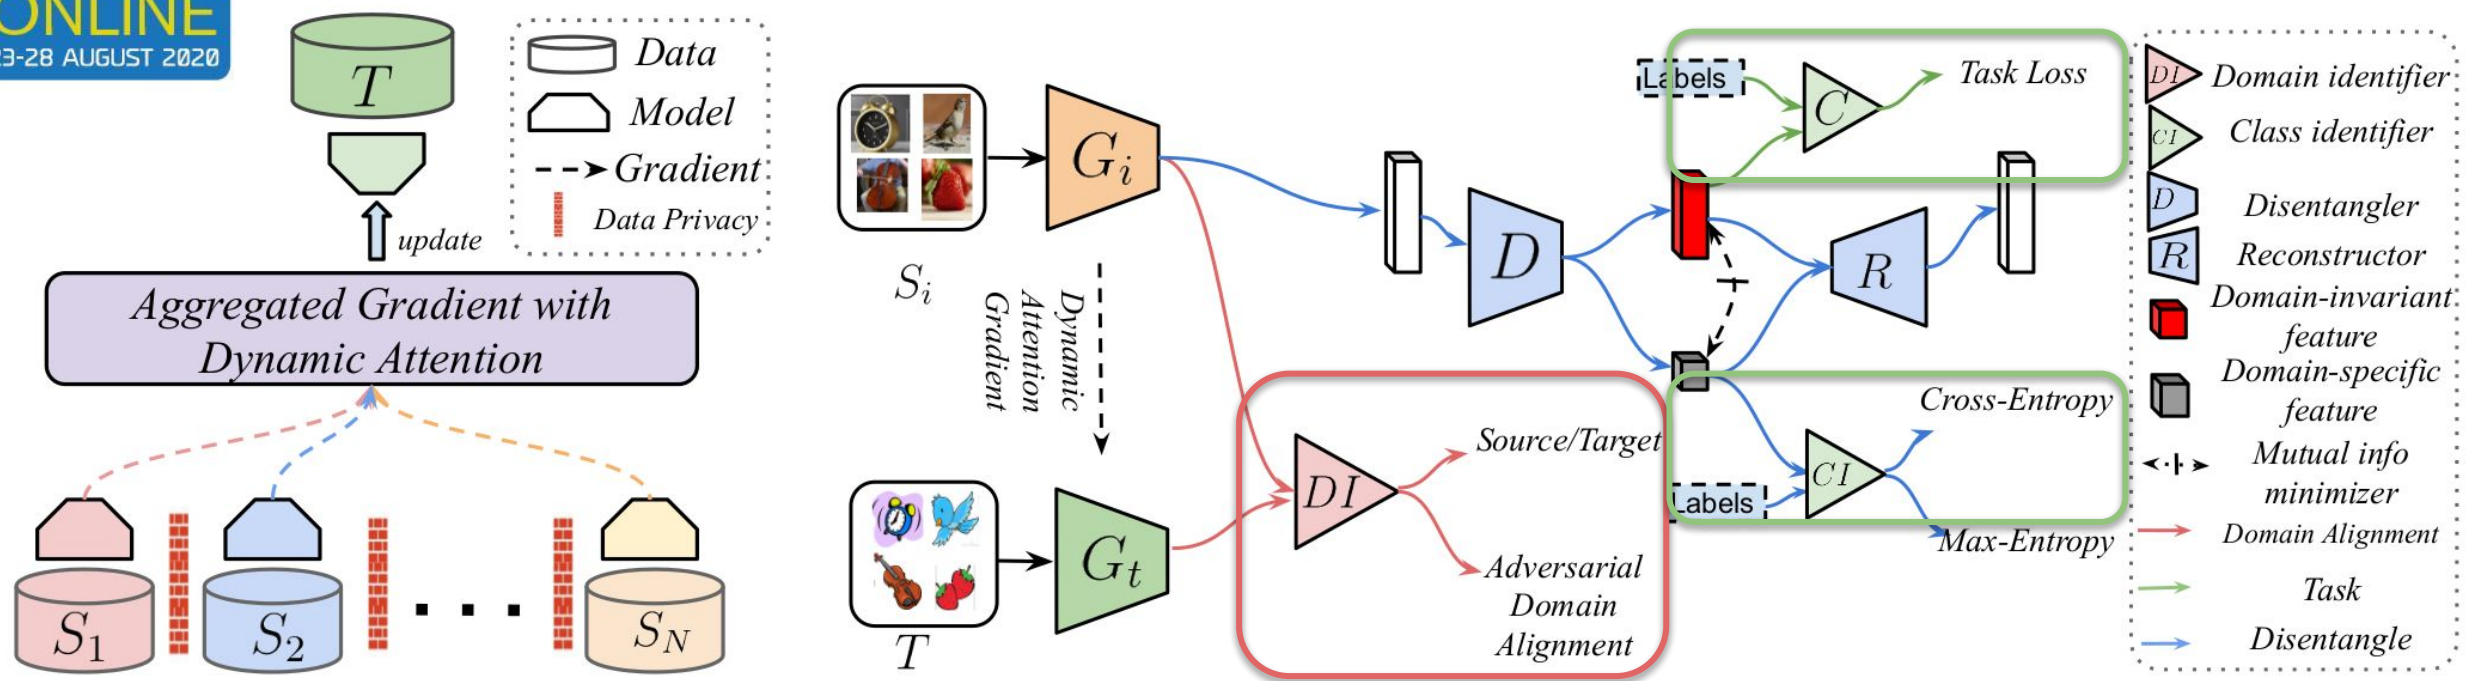 ONLINE
23-28 AUGUST 2020
T
update
Data
Model
Gradient
Data Privacy
Aggregated Gradient with
Dynamic Attention
S1
S2
. . .
SN
Si
Gi
Dynamic
Attention
Gradient
T
Gt
DI
Source/Target
Adversarial
Domain
Alignment
D
Labels
C
Task Loss
R
Cross-Entropy
Labels
CI
Max-Entropy
DI Domain identifier
CI Class identifier
D Disentangler
R Reconstructor
Domain-invariant
feature
Domain-specific
feature
Mutual info
minimizer
Domain Alignment
Task
Disentangle